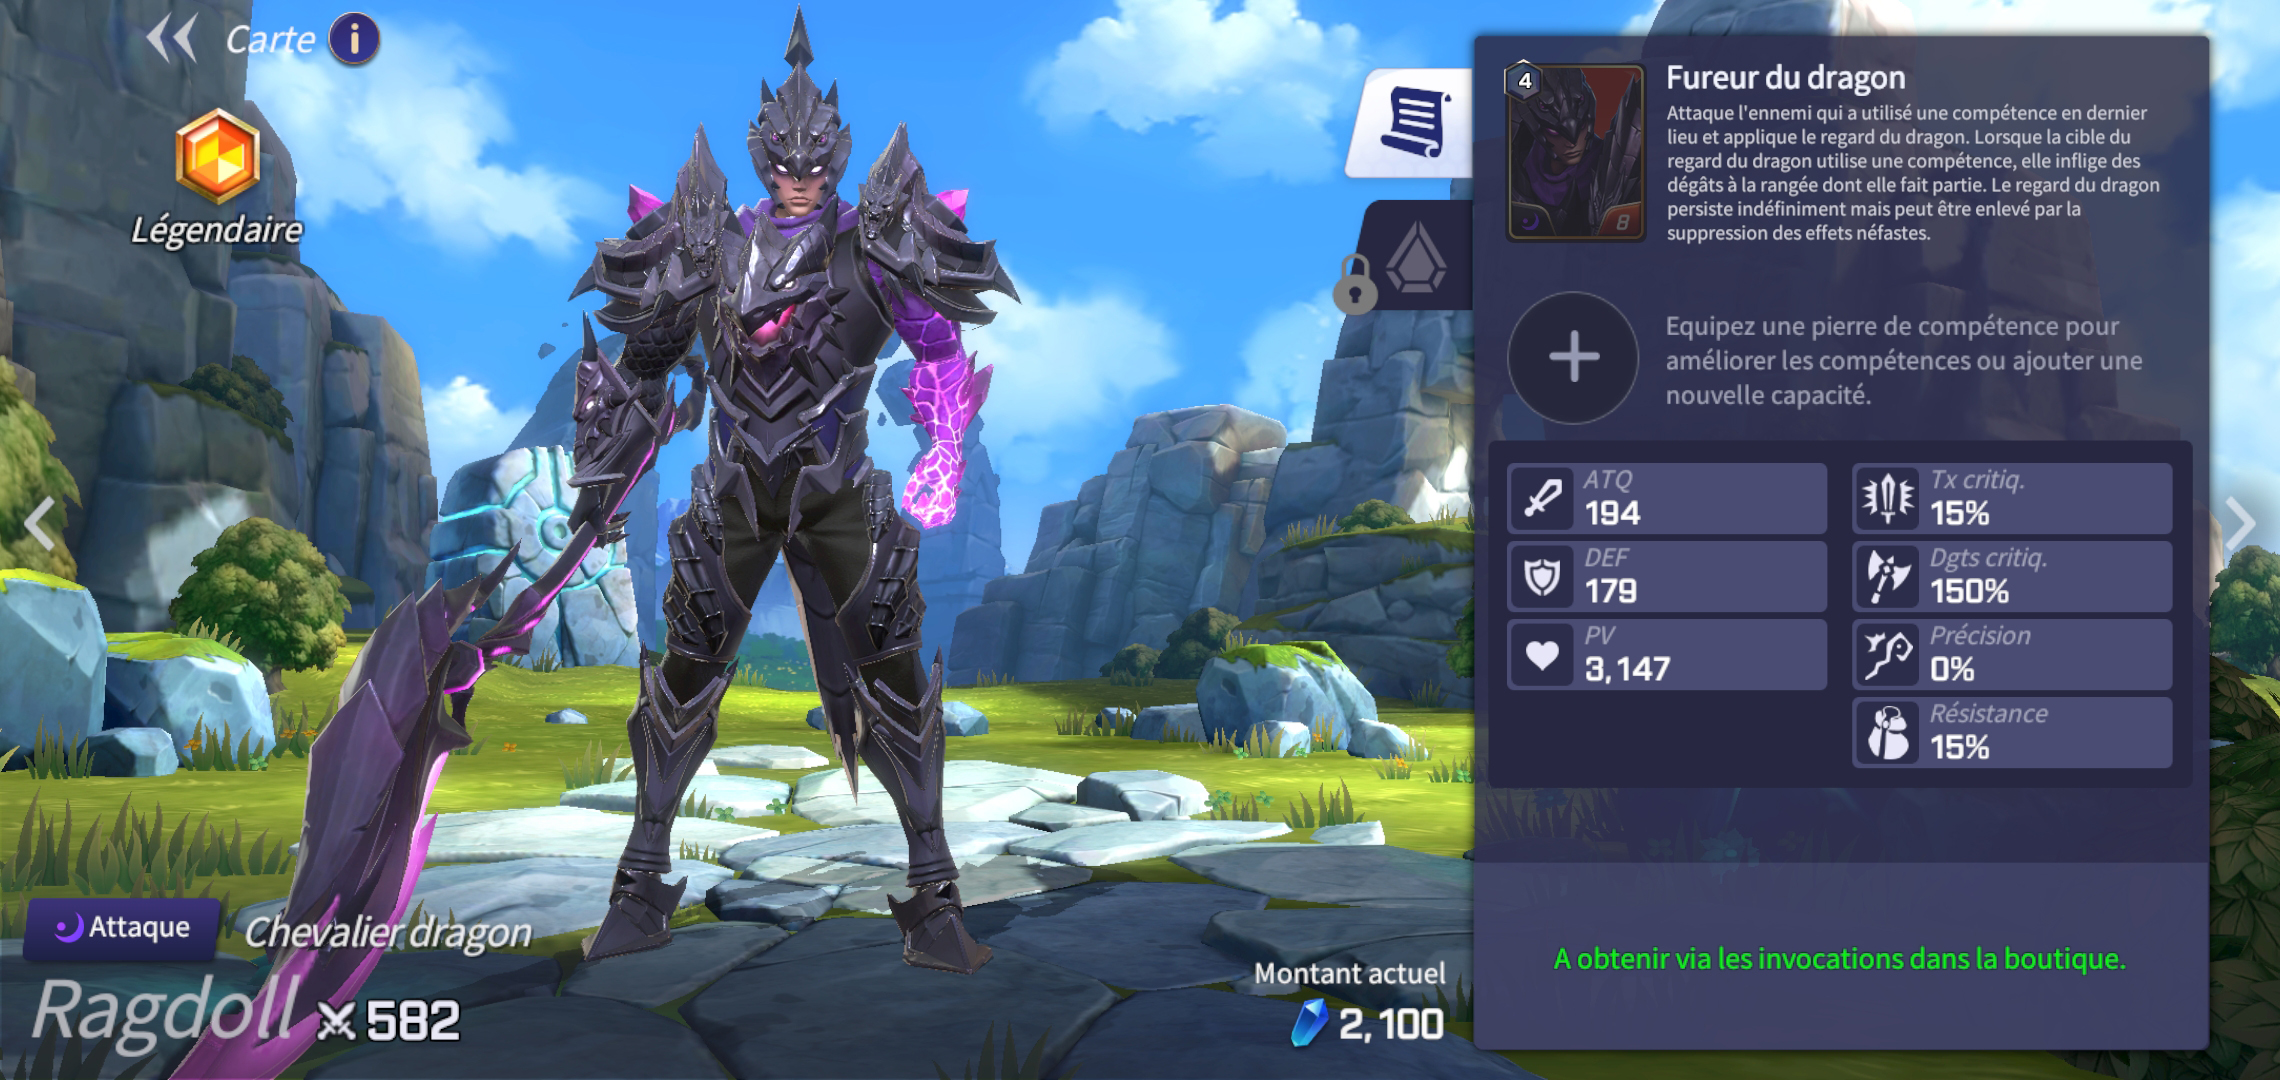 Carte
Légendaire
4
8
Fureur du dragon
Attaque l'ennemi qui a utilisé une compétence en dernier
lieu et applique le regard du dragon. Lorsque la cible du
regard du dragon utilise une compétence, elle inflige des
dégâts à la rangée dont elle fait partie. Le regard du dragon
persiste indéfiniment mais peut être enlevé par la
suppression des effets néfastes.
Equipez une pierre de compétence pour
améliorer les compétences ou ajouter une
nouvelle capacité.
ATQ
194
Tx critiq.
15%
DEF
179
Dgts critiq.
150%
PV
3,147
Précision
0%
Résistance
15%
A obtenir via les invocations dans la boutique.
Attaque
Chevalier dragon
Ragdoll
582
Montant actuel
2,100